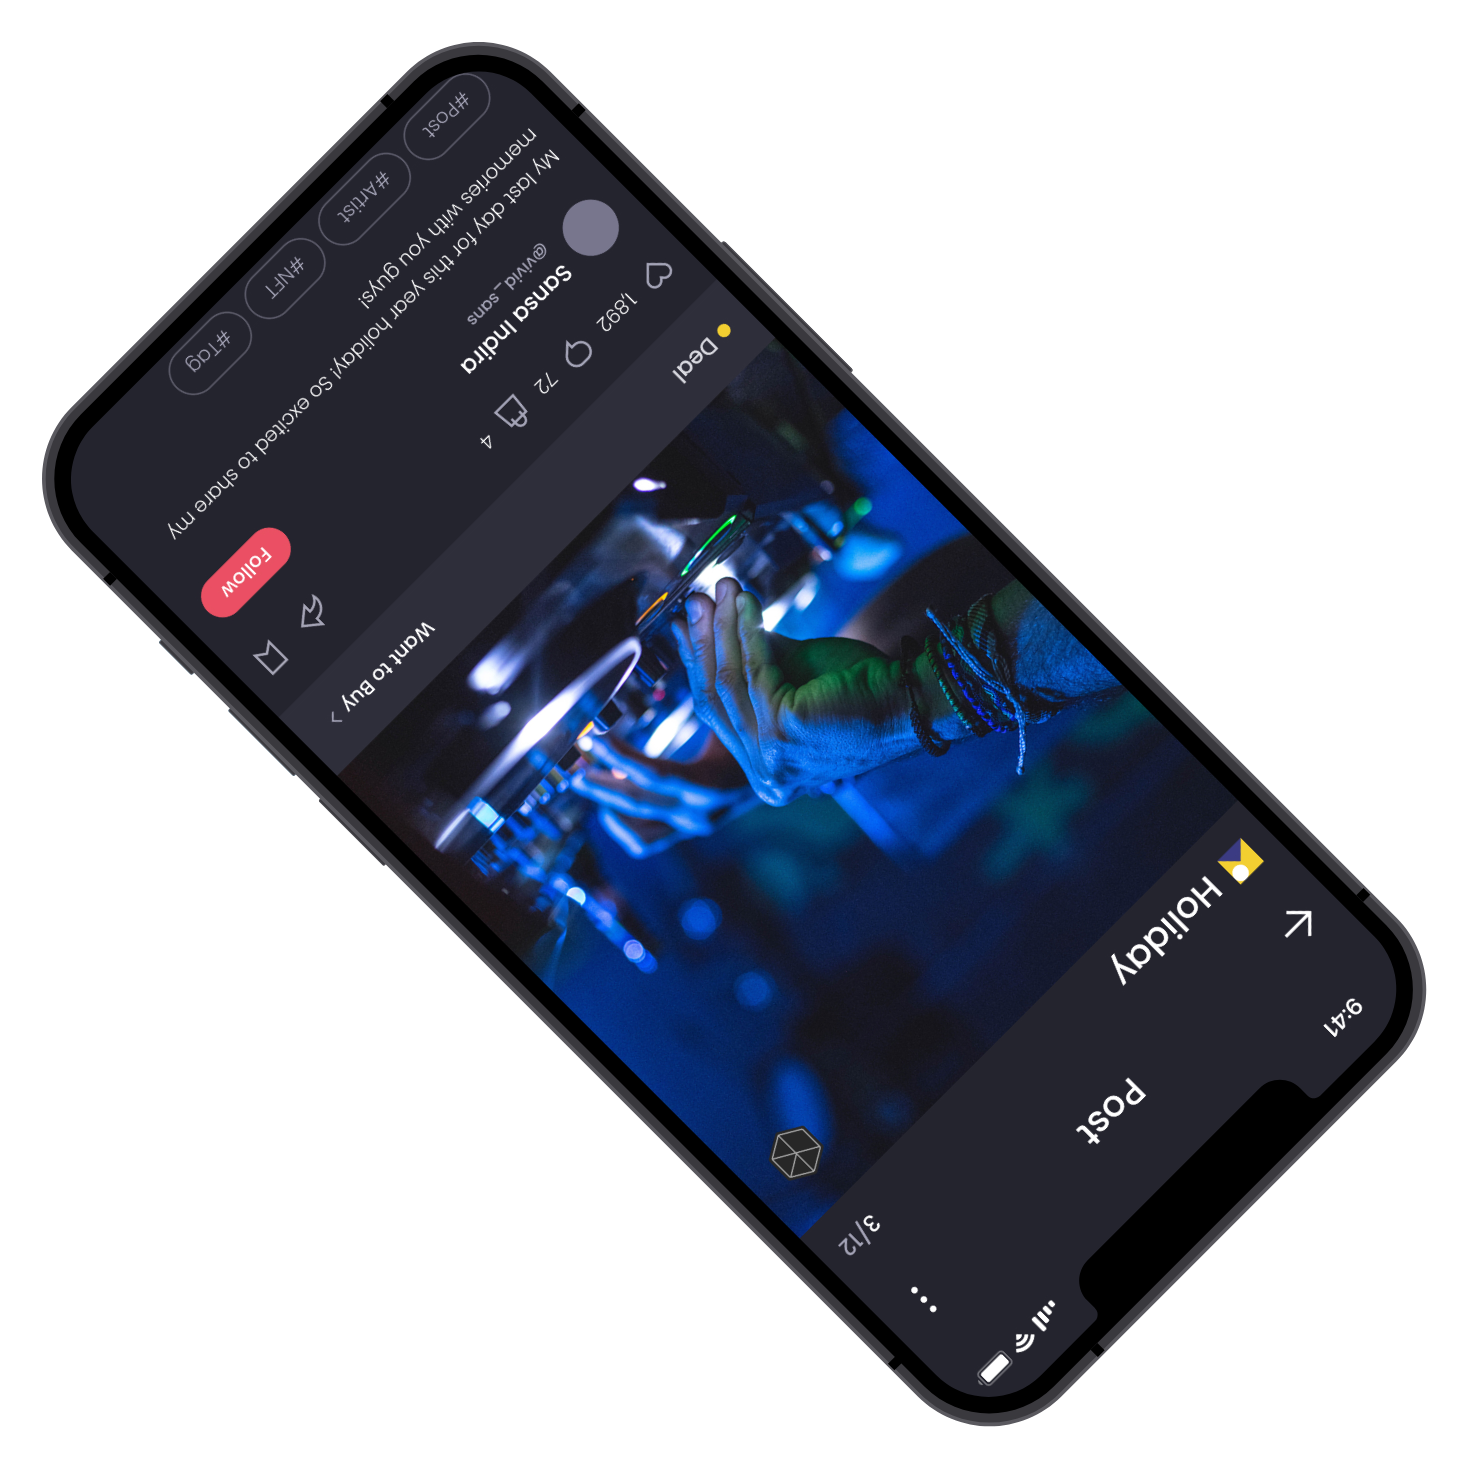 9:41
Post
Holiday
3/12
Deal
Want to Buy >
1,892
72
4
Sansa Indira
@vivid_sans
Follow
My last day for this year holiday! So excited to share my
memories with you guys!
#Post
#Artist
#NFT
#Tag